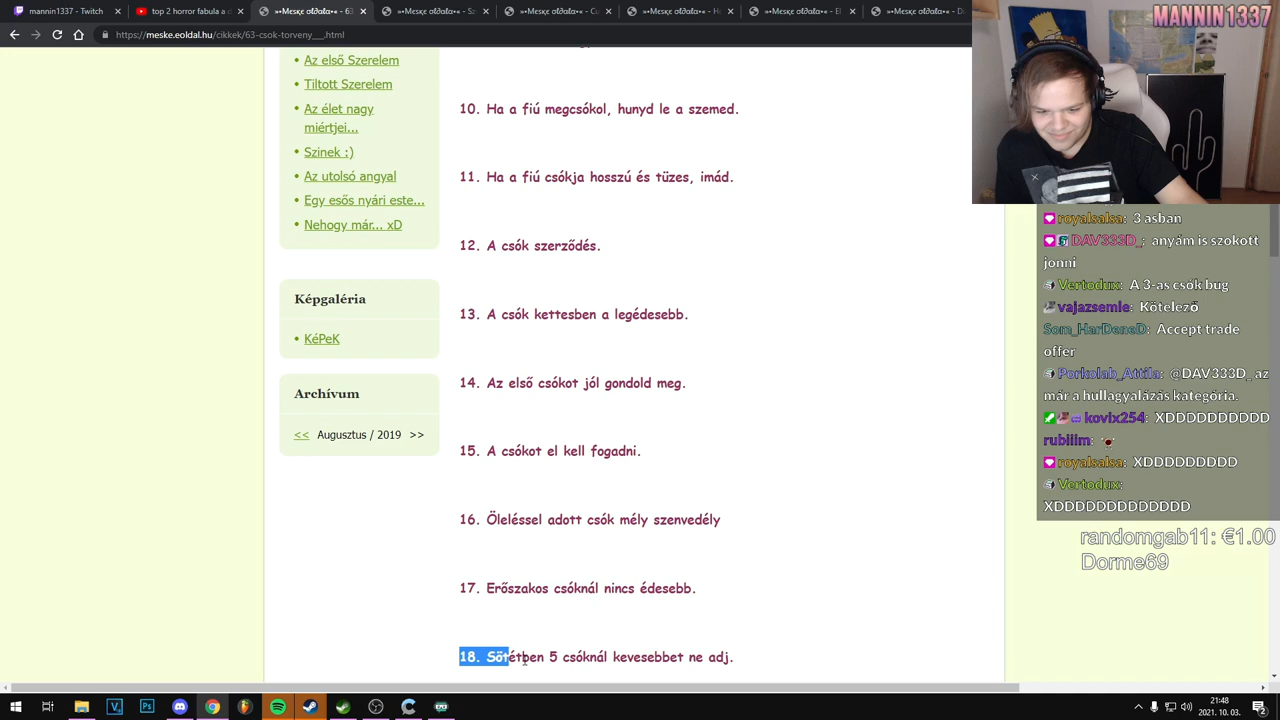 mannin1337 - Twitch
top 2 horror fabula a d
»Meske oldala« - Csók t
https://meske.eoldal.hu/cikkek/63-csok-torveny__,html
MANNIN1337
• Az első Szerelem
• Tiltott Szerelem
• Az élet nagy
miértjei...
• Szinek :)
• Az utolsó angyal
• Egy esős nyári este...
• Nehogy már... xD
Képgaléria
• KéPeK
Archívum
<< Augusztus / 2019 >>
10. Ha a fiú megcsókol, hunyd le a szemed.
11. Ha a fiú csókja hosszú és tüzes, imád.
12. A csók szerződés.
13. A csók kettesben a legédesebb.
14. Az első csókot jól gondold meg.
15. A csókot el kell fogadni.
16. Öleléssel adott csók mély szenvedély
17. Erőszakos csóknál nincs édesebb.
18. Sötétben 5 csóknál kevesebbet ne adj.
royalsalsa: 3 asban
DAV333D_: anyám is szokott
jonni
Vertodux: A 3-as csók bug
vajazsemle: Kötelező
Som_HarDeneD: Accept trade
offer
Porkolab_Attila: @DAV333D_ az
már a hullagyalázás kategória.
kovix254: XDDDDDDDDDD
rubiiim:
royalsalsa: XDDDDDDDDD
Vertodux:
XDDDDDDDDDDDDD
randomgab11: €1.00
Dorme69
21:48
2021. 10. 03.